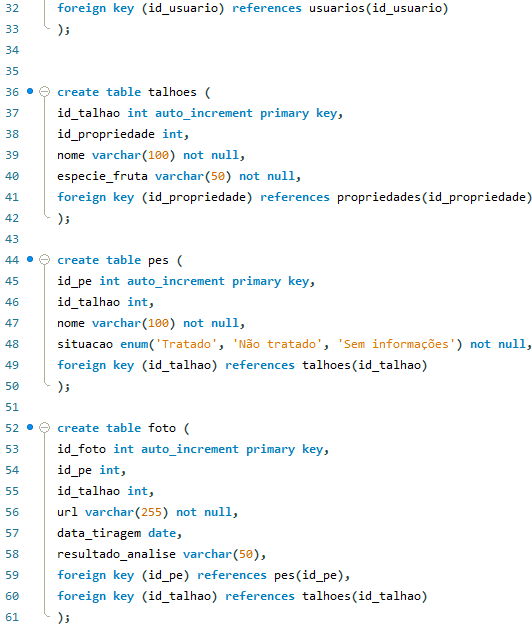 32 foreign key (id_usuario) references usuarios(id_usuario)
33 );
34
35
36 create table talhoes (
37 id_talhao int auto_increment primary key,
38 id_propriedade int,
39 nome varchar(100) not null,
40 especie_fruta varchar(50) not null,
41 foreign key (id_propriedade) references propriedades(id_propriedade)
42 );
43
44 create table pes (
45 id_pe int auto_increment primary key,
46 id_talhao int,
47 nome varchar(100) not null,
48 situacao enum('Tratado', 'Não tratado', 'Sem informações') not null,
49 foreign key (id_talhao) references talhoes(id_talhao)
50 );
51
52 create table foto (
53 id_foto int auto_increment primary key,
54 id_pe int,
55 id_talhao int,
56 url varchar(255) not null,
57 data_tiragem date,
58 resultado_analise varchar(50),
59 foreign key (id_pe) references pes(id_pe),
60 foreign key (id_talhao) references talhoes(id_talhao)
61 );